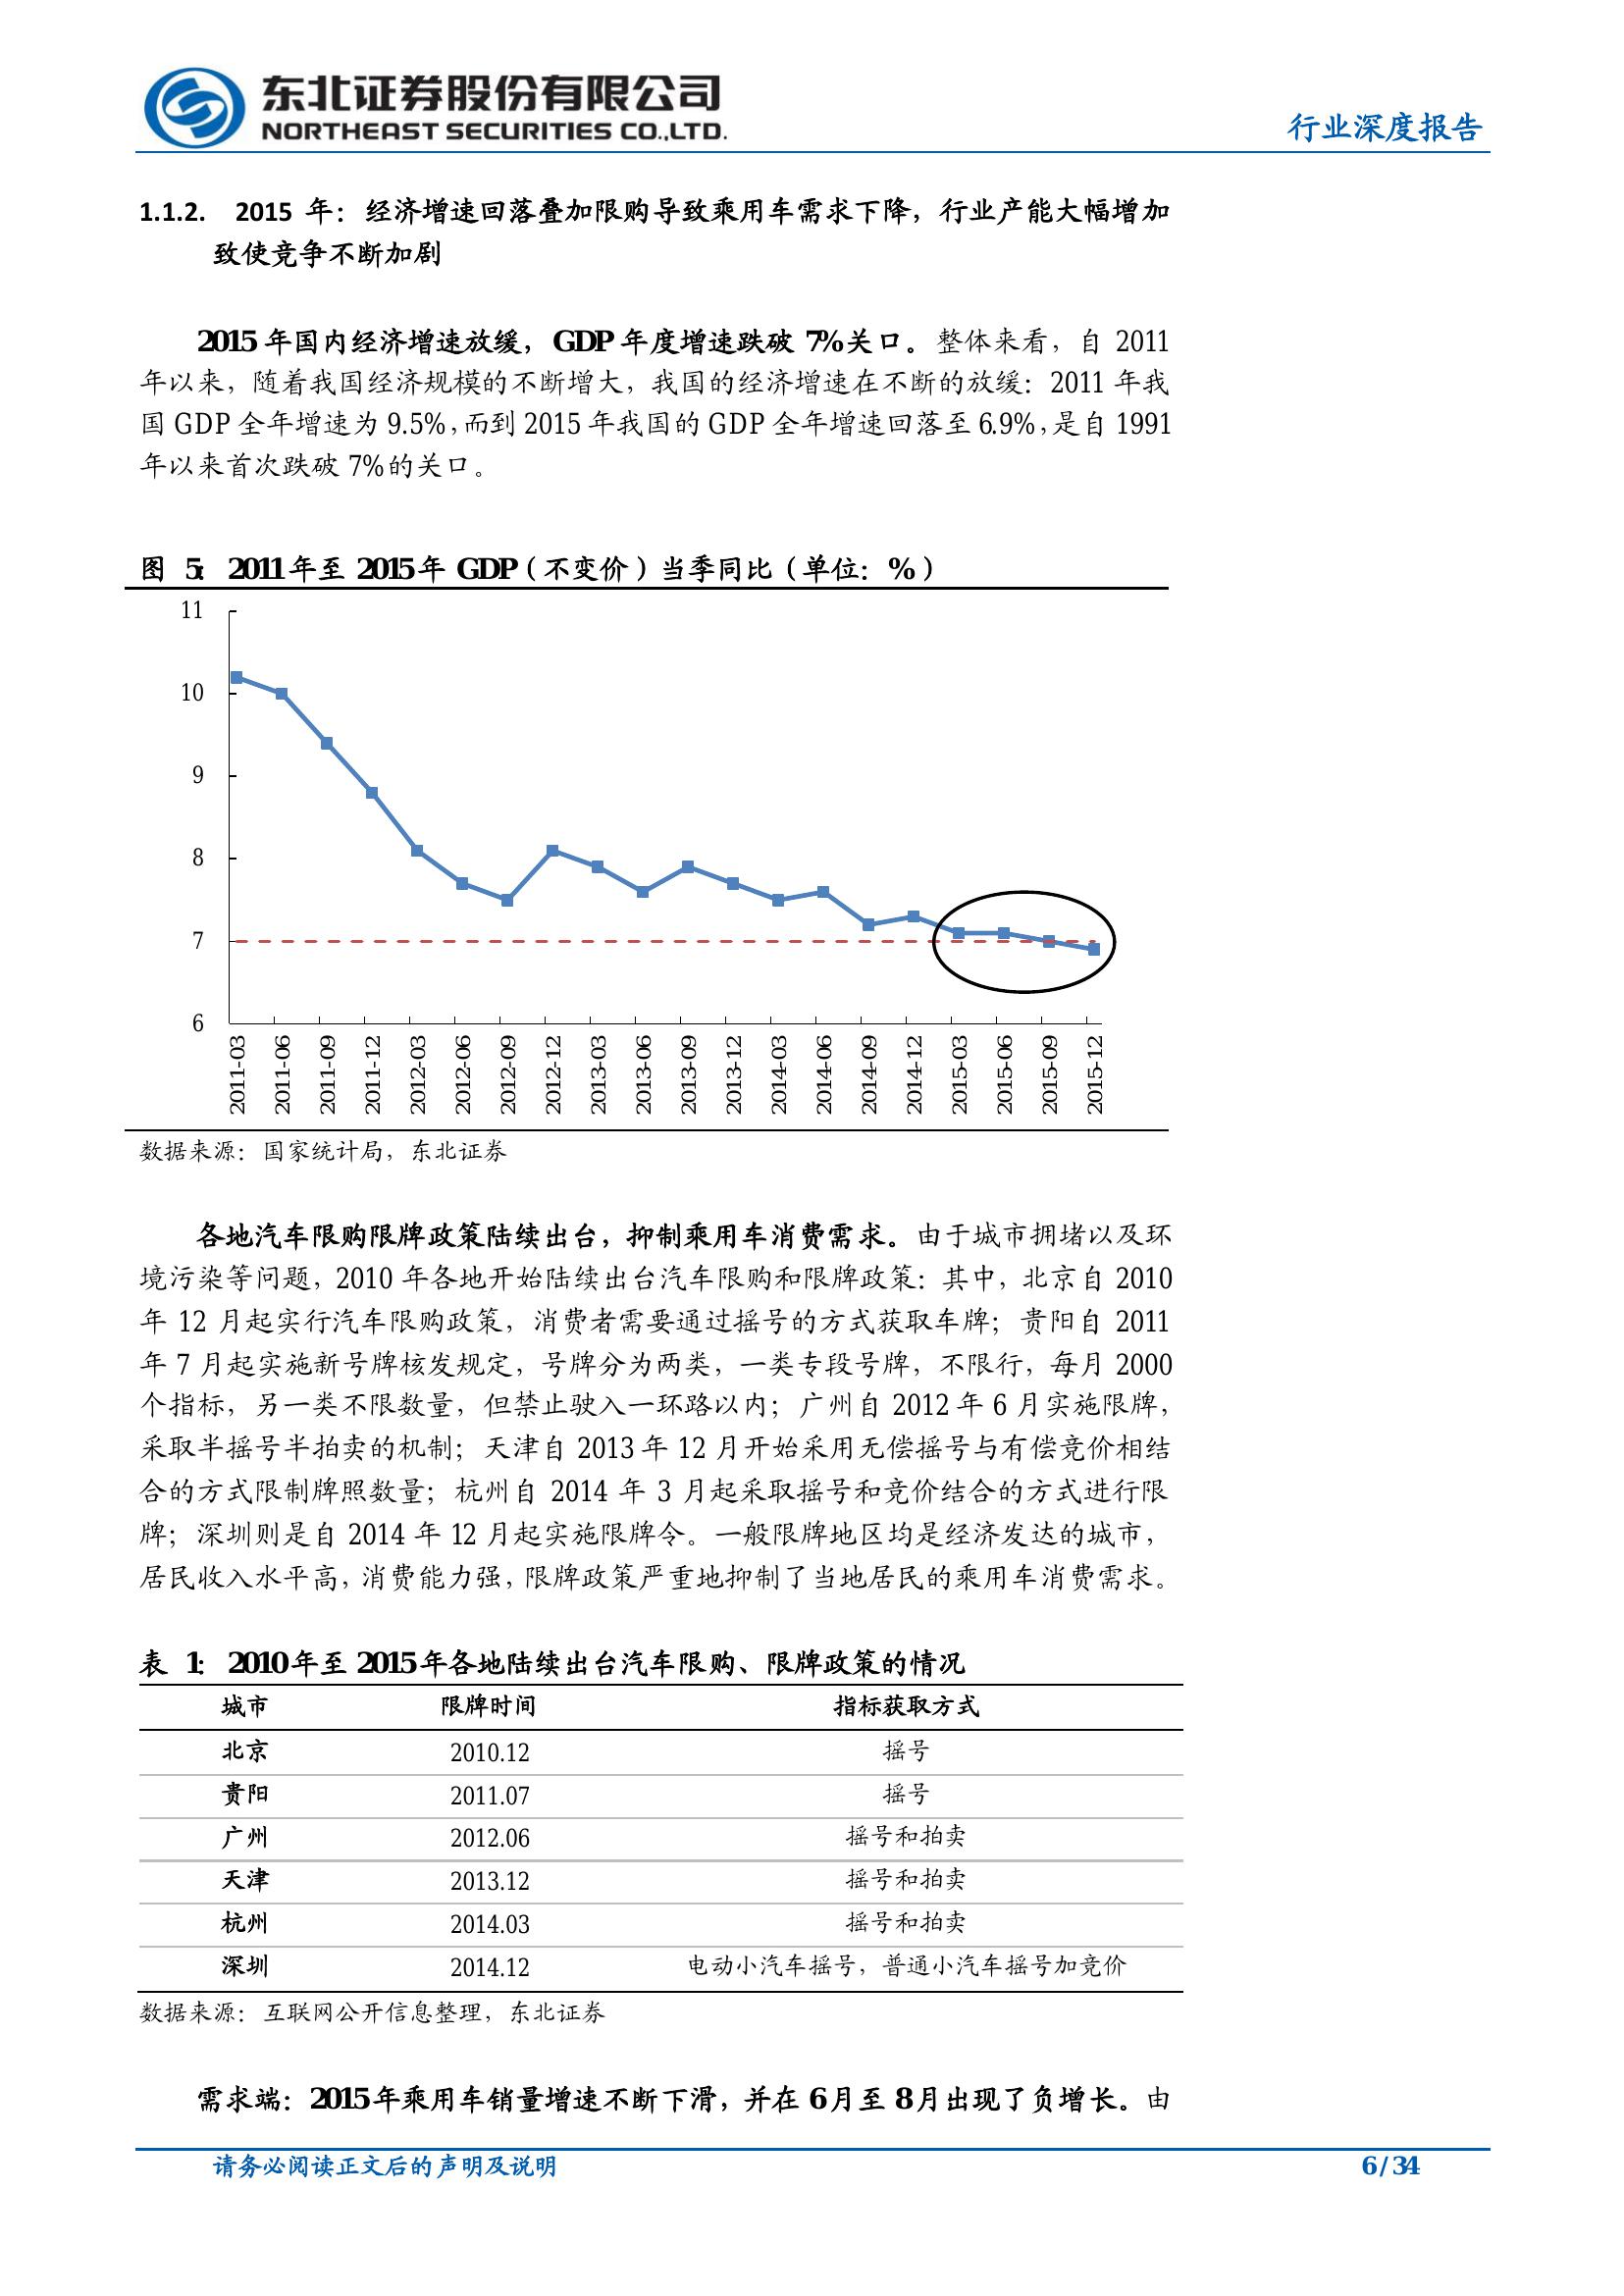 东北证券股份有限公司
NORTHEAST SECURITIES CO.,LTD.
行业深度报告
1.1.2. 2015 年：经济增速回落叠加限购导致乘用车需求下降，行业产能大幅增加
致使竞争不断加剧
2015 年国内经济增速放缓，GDP 年度增速跌破 7%关口。整体来看，自 2011
年以来，随着我国经济规模的不断增大，我国的经济增速在不断的放缓：2011 年我
国 GDP 全年增速为 9.5%，而到 2015 年我国的 GDP 全年增速回落至 6.9%，是自 1991
年以来首次跌破 7%的关口。
图 5：2011 年至 2015 年 GDP（不变价）当季同比（单位：%）
11
10
9
8
7
6
2011-03 2011-06 2011-09 2011-12 2012-03 2012-06 2012-09 2012-12 2013-03 2013-06 2013-09 2013-12 2014-03 2014-06 2014-09 2014-12 2015-03 2015-06 2015-09 2015-12
数据来源：国家统计局，东北证券
各地汽车限购限牌政策陆续出台，抑制乘用车消费需求。由于城市拥堵以及环
境污染等问题，2010 年各地开始陆续出台汽车限购和限牌政策：其中，北京自 2010
年 12 月起实行汽车限购政策，消费者需要通过摇号的方式获取车牌；贵阳自 2011
年 7 月起实施新号牌核发规定，号牌分为两类，一类专段号牌，不限行，每月 2000
个指标，另一类不限数量，但禁止驶入一环路以内；广州自 2012 年 6 月实施限牌，
采取半摇号半拍卖的机制；天津自 2013 年 12 月开始采用无偿摇号与有偿竞价相结
合的方式限制牌照数量；杭州自 2014 年 3 月起采取摇号和竞价结合的方式进行限
牌；深圳则是自 2014 年 12 月起实施限牌令。一般限牌地区均是经济发达的城市，
居民收入水平高，消费能力强，限牌政策严重地抑制了当地居民的乘用车消费需求。
表 1：2010 年至 2015 年各地陆续出台汽车限购、限牌政策的情况
城市 限牌时间 指标获取方式
北京 2010.12 摇号
贵阳 2011.07 摇号
广州 2012.06 摇号和拍卖
天津 2013.12 摇号和拍卖
杭州 2014.03 摇号和拍卖
深圳 2014.12 电动小汽车摇号，普通小汽车摇号加竞价
数据来源：互联网公开信息整理，东北证券
需求端：2015 年乘用车销量增速不断下滑，并在 6 月至 8 月出现了负增长。由
请务必阅读正文后的声明及说明
6 / 34